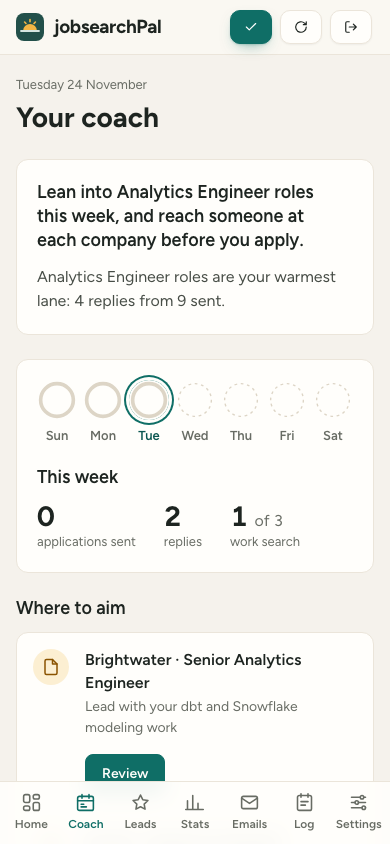 jobsearchPal
Tuesday 24 November
Your coach
Lean into Analytics Engineer roles
this week, and reach someone at
each company before you apply.
Analytics Engineer roles are your warmest
lane: 4 replies from 9 sent.
Sun Mon Tue Wed Thu Fri Sat
This week
0 2 1 of 3
applications sent replies work search
Where to aim
Brightwater · Senior Analytics
Engineer
Lead with your dbt and Snowflake
modeling work
Review
Home Coach Leads Stats Emails Log Settings